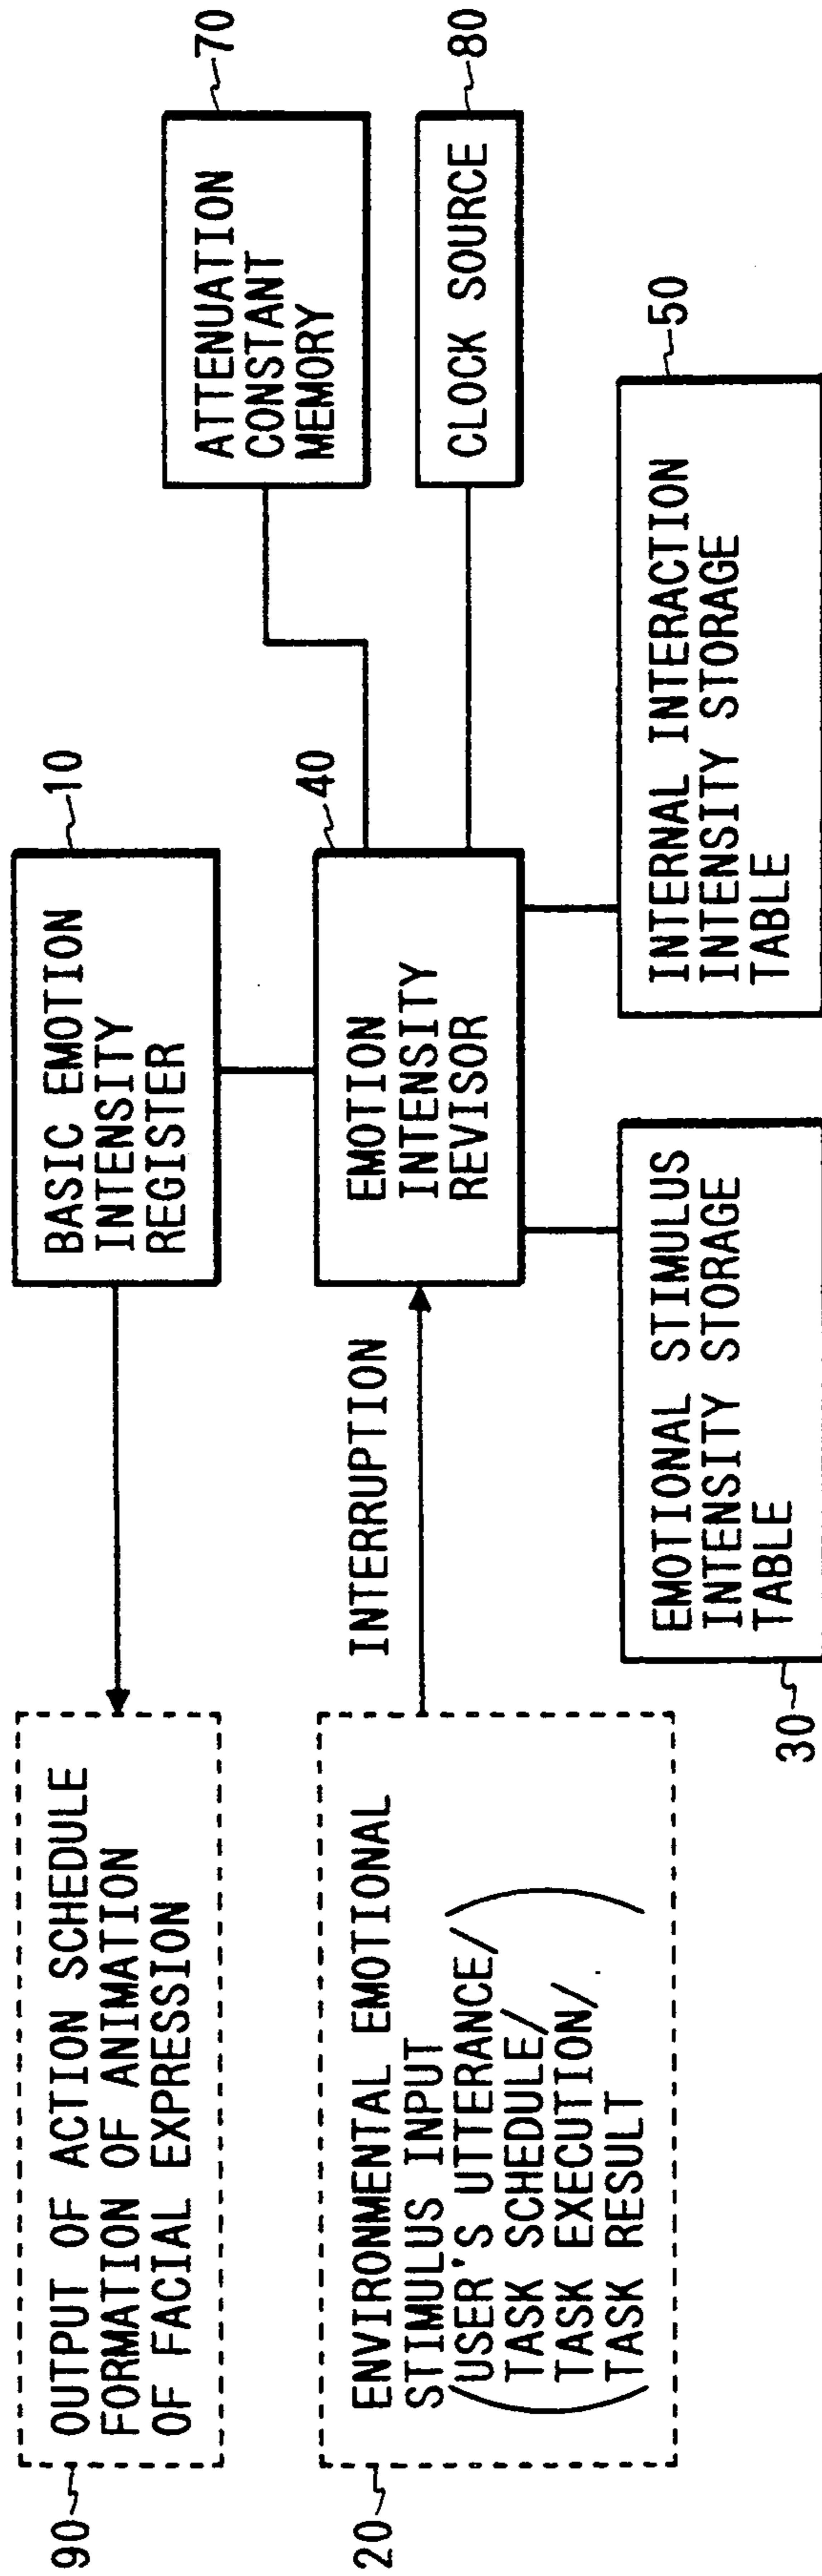 90
OUTPUT OF ACTION SCHEDULE
FORMATION OF ANIMATION
OF FACIAL EXPRESSION
BASIC EMOTION
INTENSITY
REGISTER
10
70
ATTENUATION
CONSTANT
MEMORY
20
ENVIRONMENTAL EMOTIONAL
STIMULUS INPUT
(USER'S UTTERANCE/
TASK SCHEDULE/
TASK EXECUTION/
TASK RESULT)
INTERRUPTION
EMOTION
INTENSITY
REVISOR
40
CLOCK SOURCE
80
30
EMOTIONAL STIMULUS
INTENSITY STORAGE
TABLE
INTERNAL INTERACTION
INTENSITY STORAGE
TABLE
50